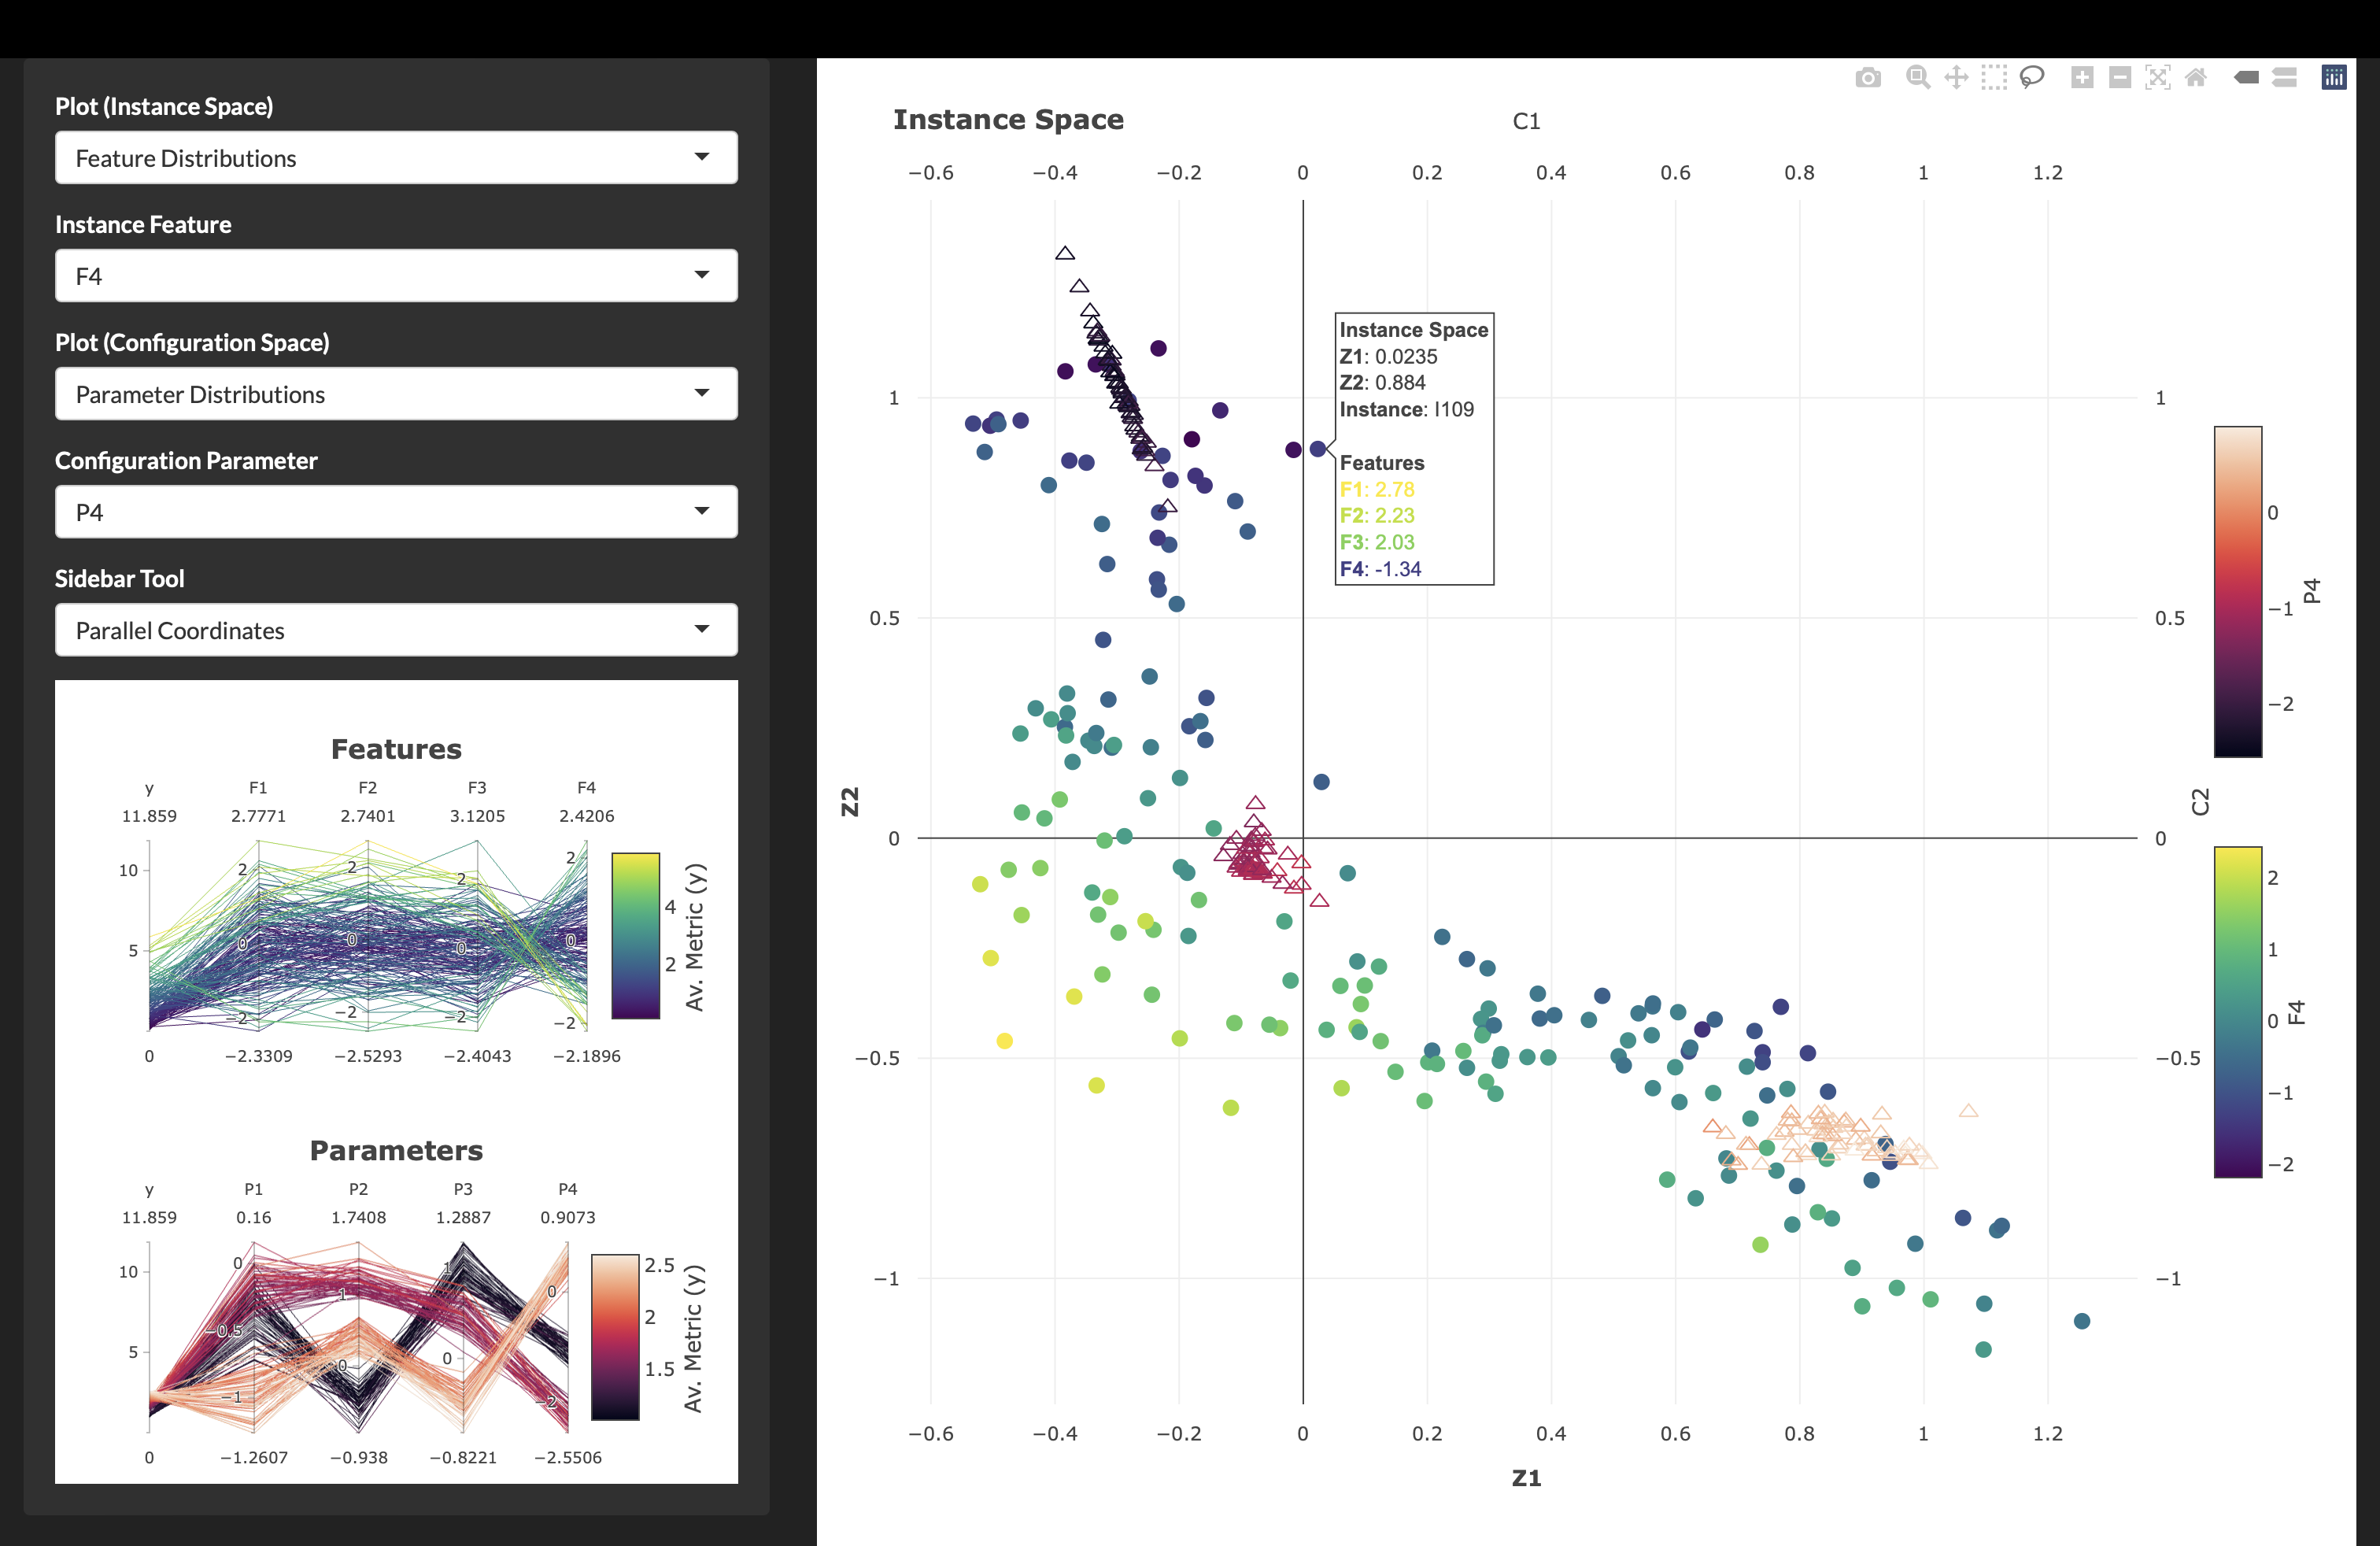 Plot (Instance Space)
Feature Distributions
Instance Feature
F4
Plot (Configuration Space)
Parameter Distributions
Configuration Parameter
P4
Sidebar Tool
Parallel Coordinates
Features
y F1 F2 F3 F4
11.859 2.7771 2.7401 3.1205 2.4206
10 2 2 2 2
5 0 0 0 0
−2 −2 −2 −2
0 −2.3309 −2.5293 −2.4043 −2.1896
4
2
Av. Metric (y)
Parameters
y P1 P2 P3 P4
11.859 0.16 1.7408 1.2887 0.9073
10 0 1 1 0
5 −0.5 0 0 −2
−1
0 −1.2607 −0.938 −0.8221 −2.5506
2.5
2
1.5
Av. Metric (y)
Instance Space
C1
−0.6 −0.4 −0.2 0 0.2 0.4 0.6 0.8 1 1.2
1
0.5
0
−0.5
−1
Z2
Instance Space
Z1: 0.0235
Z2: 0.884
Instance: I109
Features
F1: 2.78
F2: 2.23
F3: 2.03
F4: -1.34
1
0.5
0
−0.5
−1
C2
0
−1
−2
P4
2
1
0
−1
−2
F4
−0.6 −0.4 −0.2 0 0.2 0.4 0.6 0.8 1 1.2
Z1